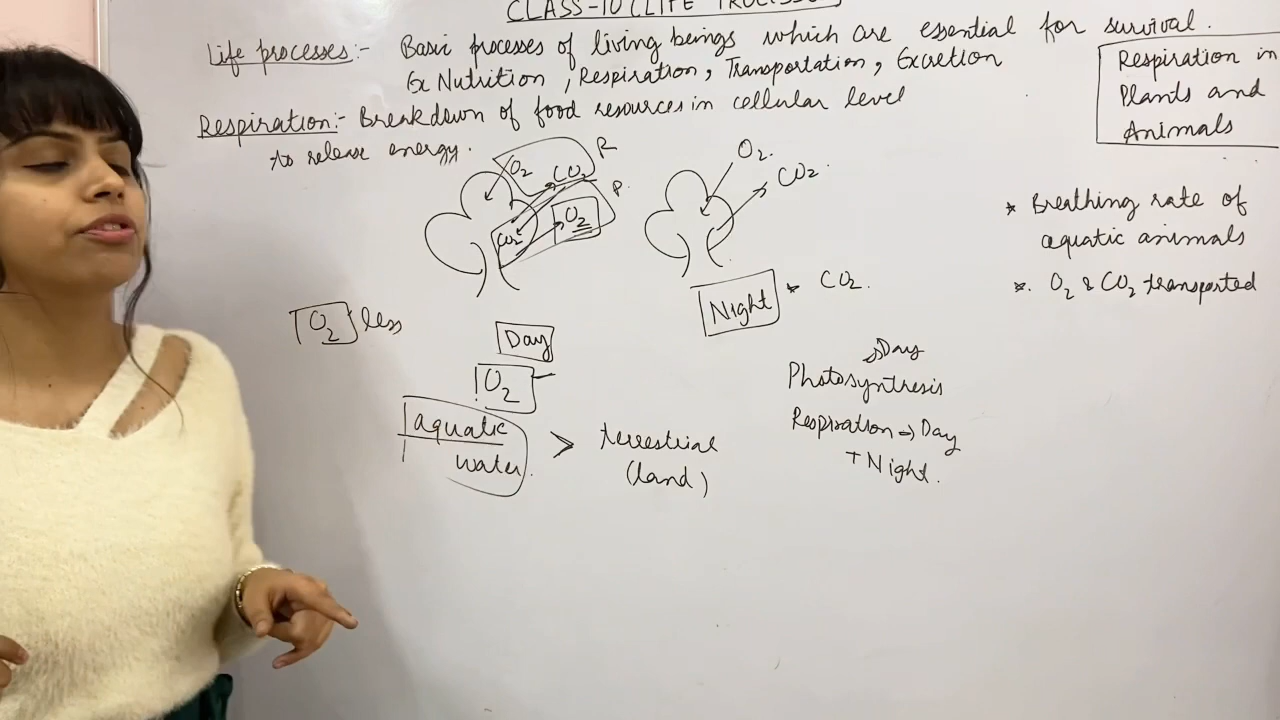 CLASS-10 (LIFE PROCESSES
Life processes:- Basic processes of living beings which are essential for survival.
Ex Nutrition, Respiration, Transportation, Excretion
Respiration:- Breakdown of food resources in cellular level
to release energy.
Respiration in
Plants and
Animals
O2 CO2 R
CO2 O2 P
O2
CO2
* Breathing rate of
aquatic animals
* O2 & CO2 transported
Night * CO2.
O2 less
Day
O2
aquatic > terrestrial
water (land)
Day
Photosynthesis
Respiration → Day
+ Night.